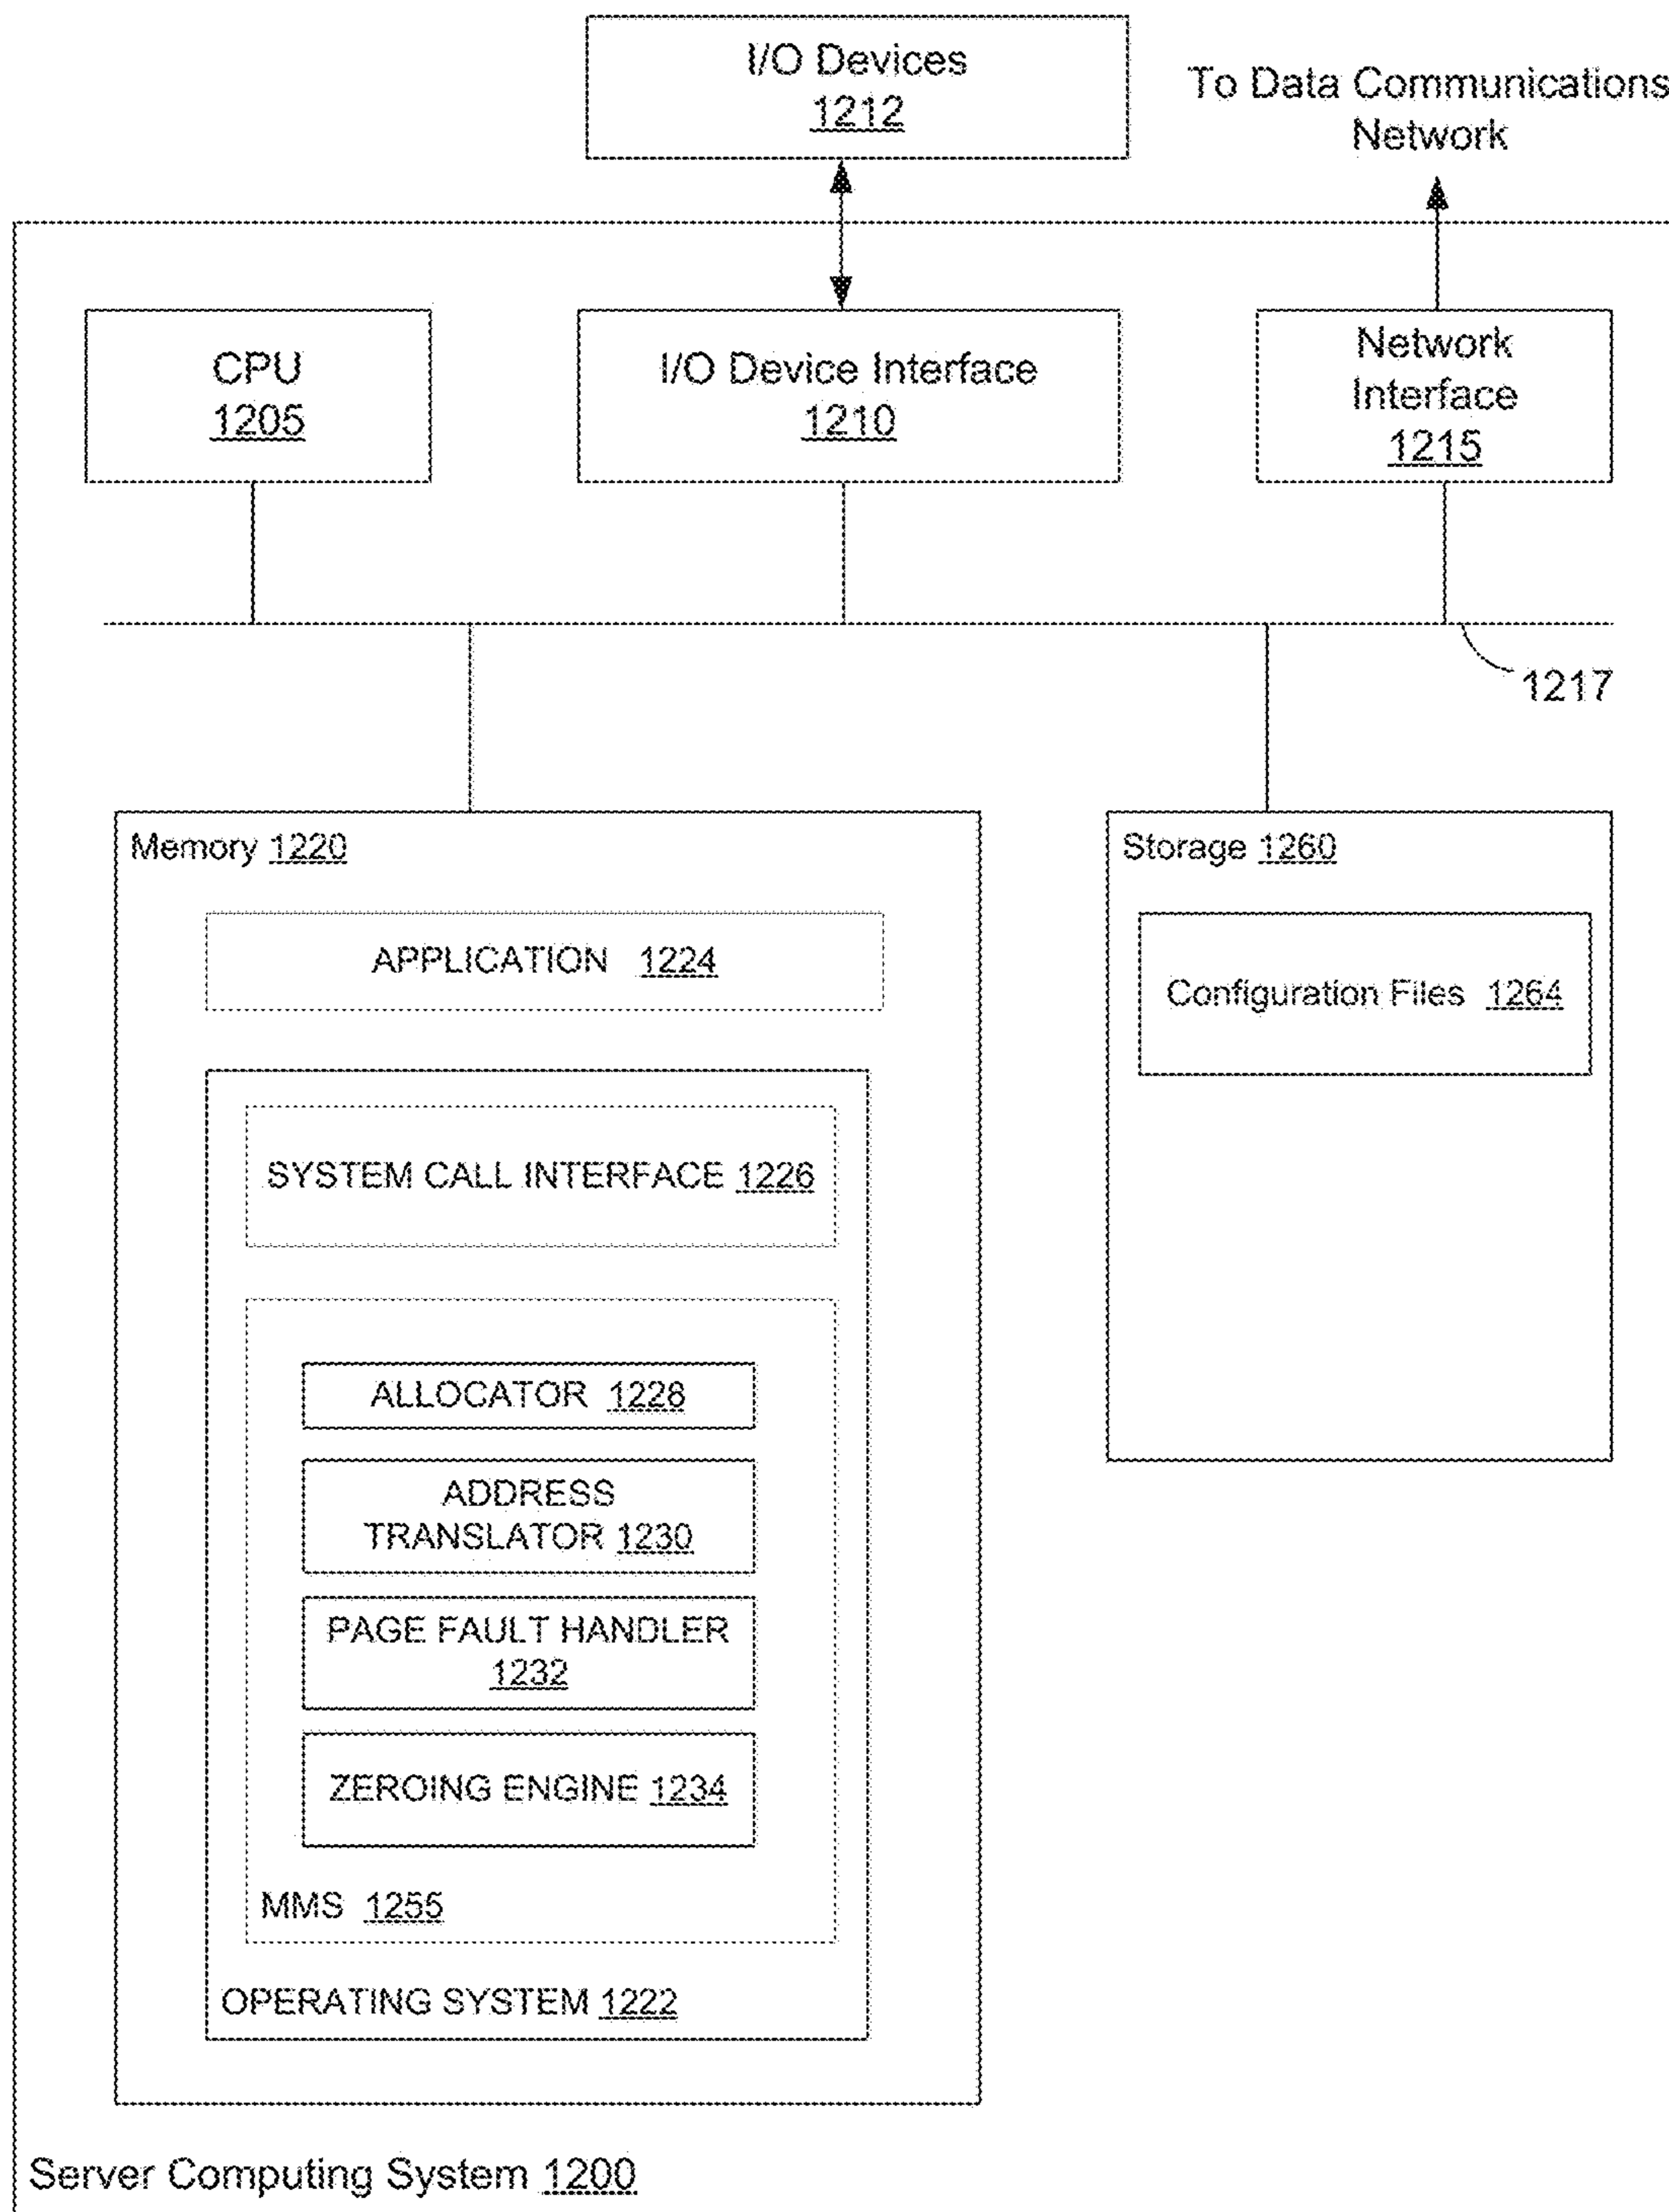 I/O Devices
1212
To Data Communications
Network
CPU
1205
I/O Device Interface
1210
Network
Interface
1215
1217
Memory 1220
APPLICATION 1224
SYSTEM CALL INTERFACE 1226
ALLOCATOR 1228
ADDRESS
TRANSLATOR 1230
PAGE FAULT HANDLER
1232
ZEROING ENGINE 1234
MMS 1255
OPERATING SYSTEM 1222
Storage 1260
Configuration Files 1264
Server Computing System 1200